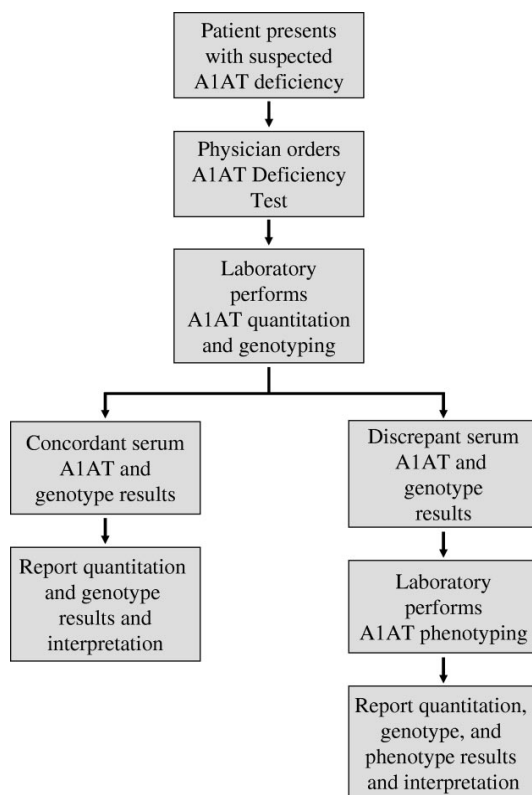 Patient presents
with suspected
A1AT deficiency
Physician orders
A1AT Deficiency
Test
Laboratory
performs
A1AT quantitation
and genotyping
Concordant serum
A1AT and
genotype results
Report quantitation
and genotype
results and
interpretation
Discrepant serum
A1AT and
genotype
results
Laboratory
performs
A1AT phenotyping
Report quantitation,
genotype, and
phenotype results
and interpretation